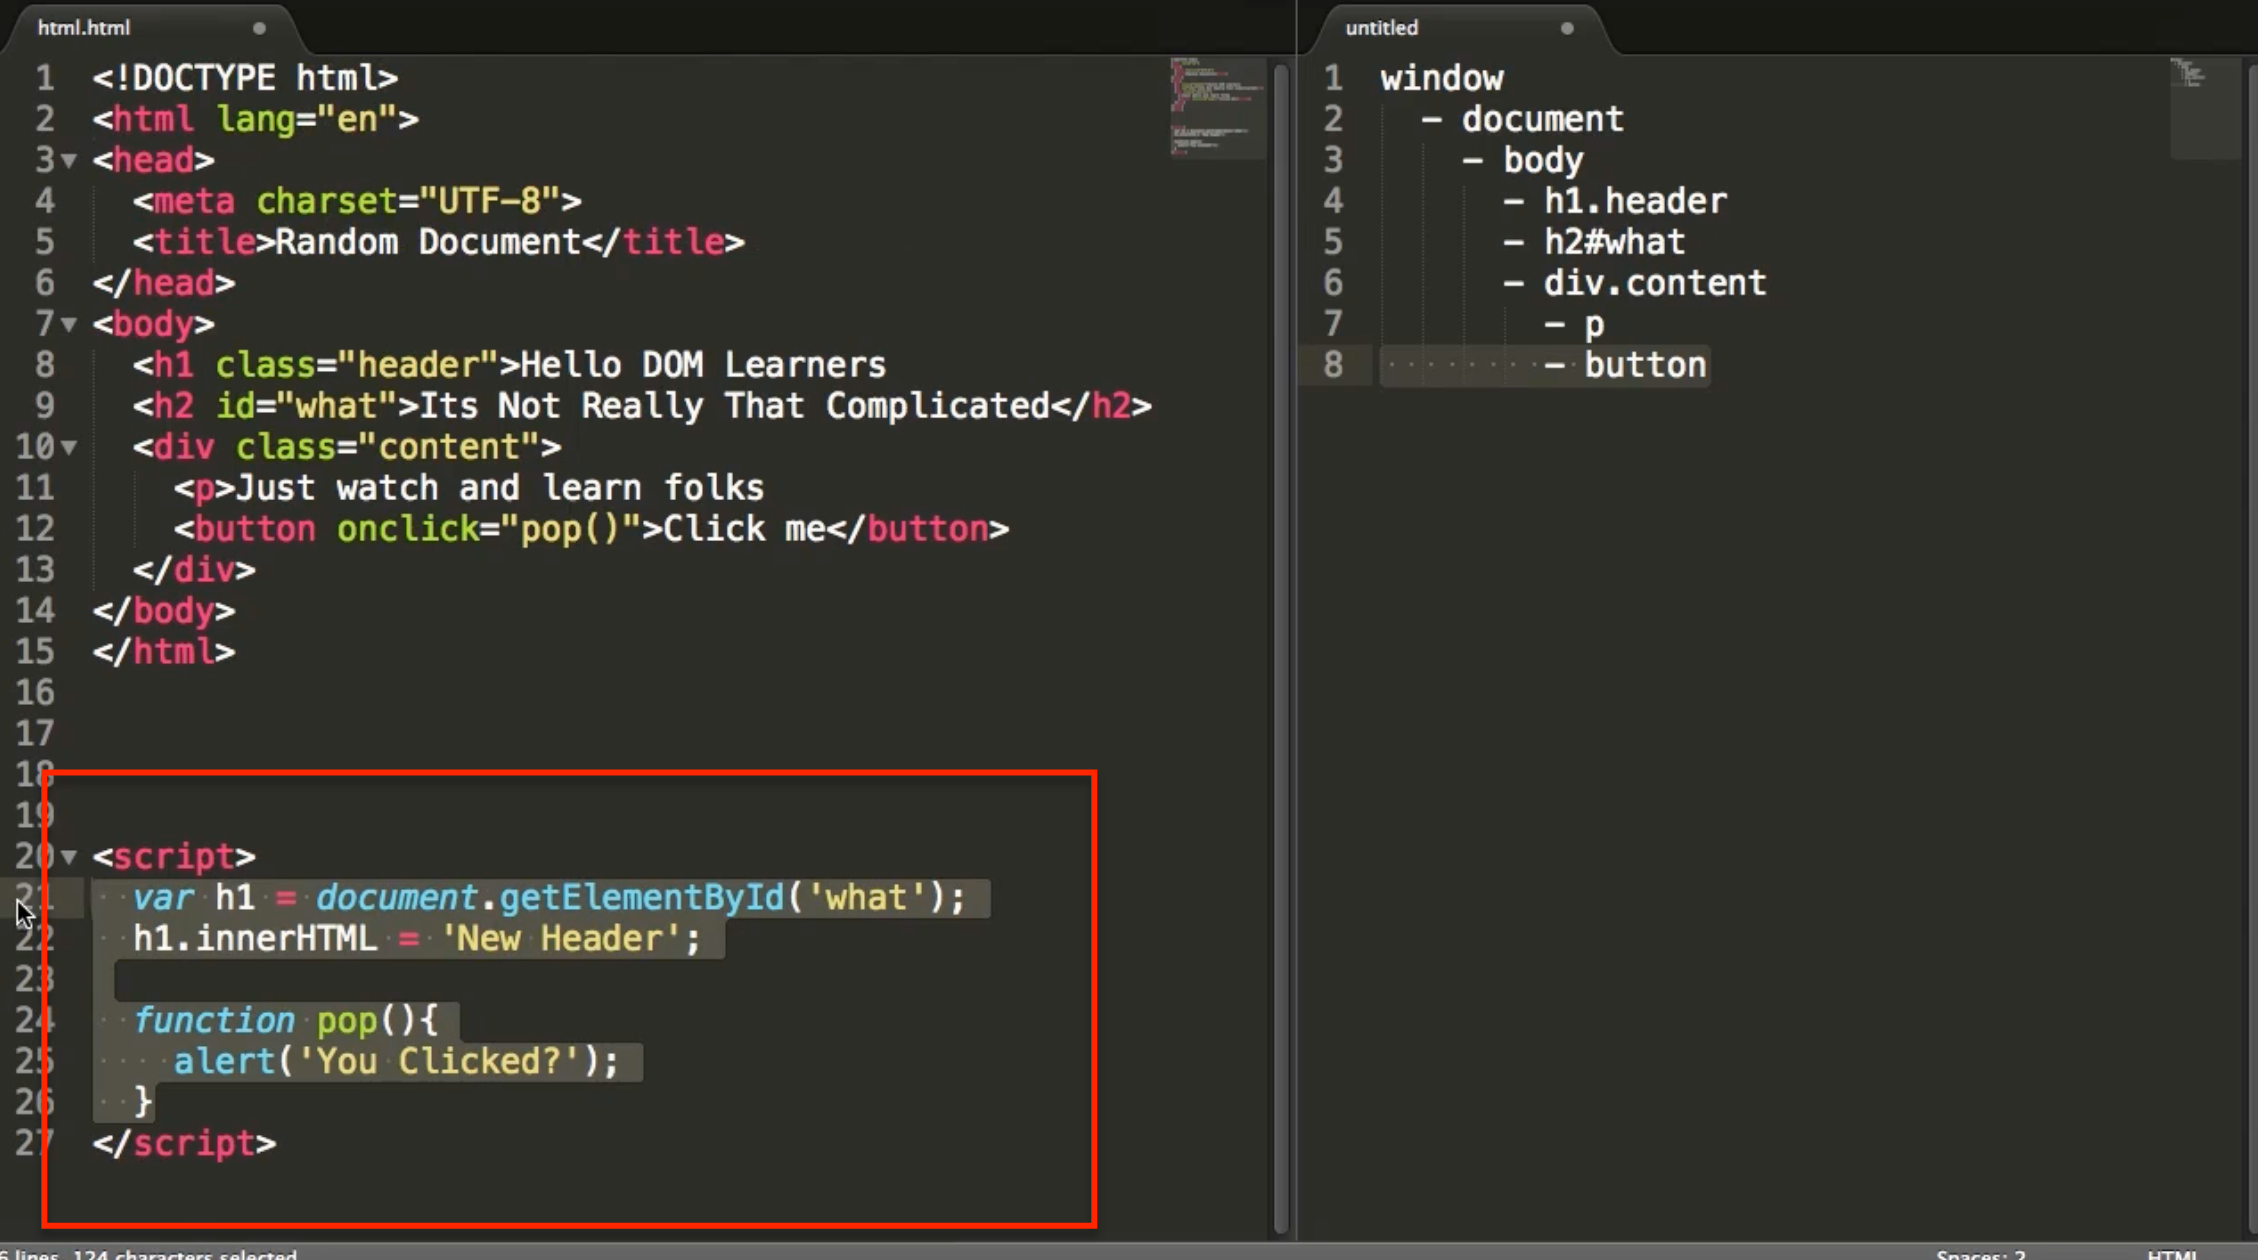 html.html
1 <!DOCTYPE html>
2 <html lang="en">
3 <head>
4 <meta charset="UTF-8">
5 <title>Random Document</title>
6 </head>
7 <body>
8 <h1 class="header">Hello DOM Learners
9 <h2 id="what">Its Not Really That Complicated</h2>
10 <div class="content">
11 <p>Just watch and learn folks
12 <button onclick="pop()">Click me</button>
13 </div>
14 </body>
15 </html>
16
17
18
19
20 <script>
21 var h1 = document.getElementById('what');
22 h1.innerHTML = 'New Header';
23
24 function pop(){
25 alert('You Clicked?');
26 }
27 </script>
untitled
1 window
2 - document
3 - body
4 - h1.header
5 - h2#what
6 - div.content
7 - p
8 - button
6 lines, 124 characters selected
Spaces: 2
HTML